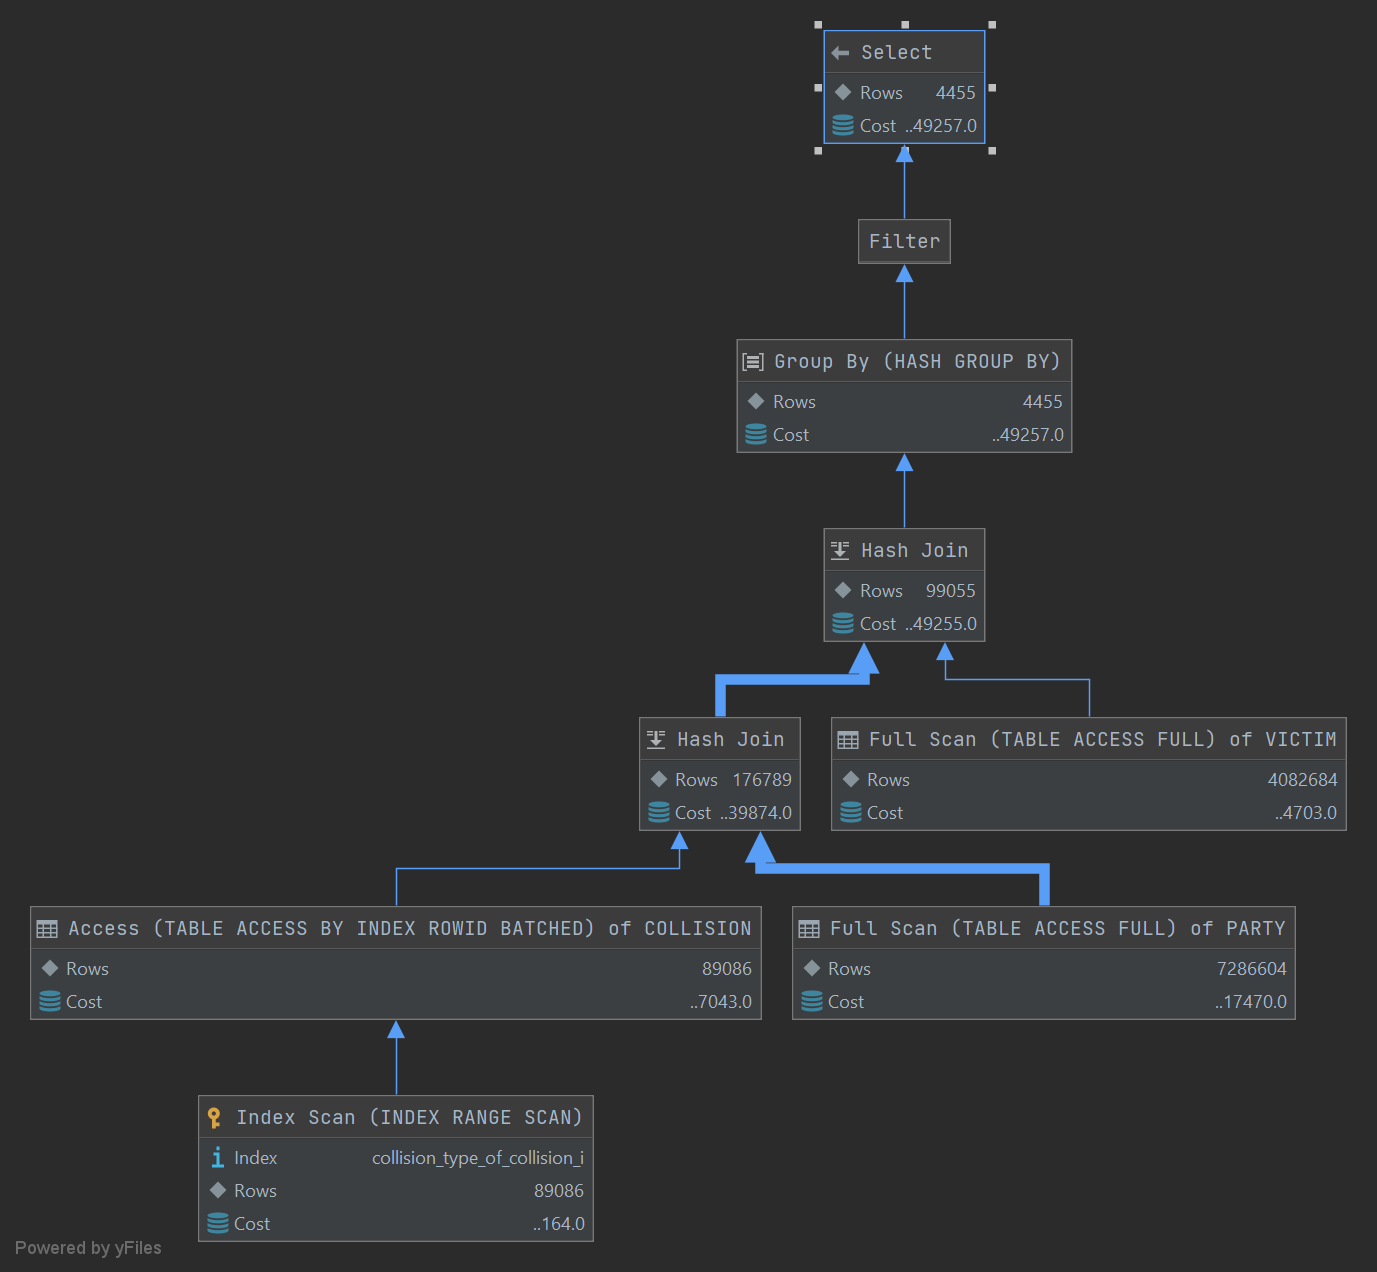 Select
Rows 4455
Cost ..49257.0
Filter
Group By (HASH GROUP BY)
Rows 4455
Cost ..49257.0
Hash Join
Rows 99055
Cost ..49255.0
Hash Join
Rows 176789
Cost ..39874.0
Full Scan (TABLE ACCESS FULL) of VICTIM
Rows 4082684
Cost ..4703.0
Access (TABLE ACCESS BY INDEX ROWID BATCHED) of COLLISION
Rows 89086
Cost ..7043.0
Full Scan (TABLE ACCESS FULL) of PARTY
Rows 7286604
Cost ..17470.0
Index Scan (INDEX RANGE SCAN)
Index collision_type_of_collision_i
Rows 89086
Cost ..164.0
Powered by yFiles